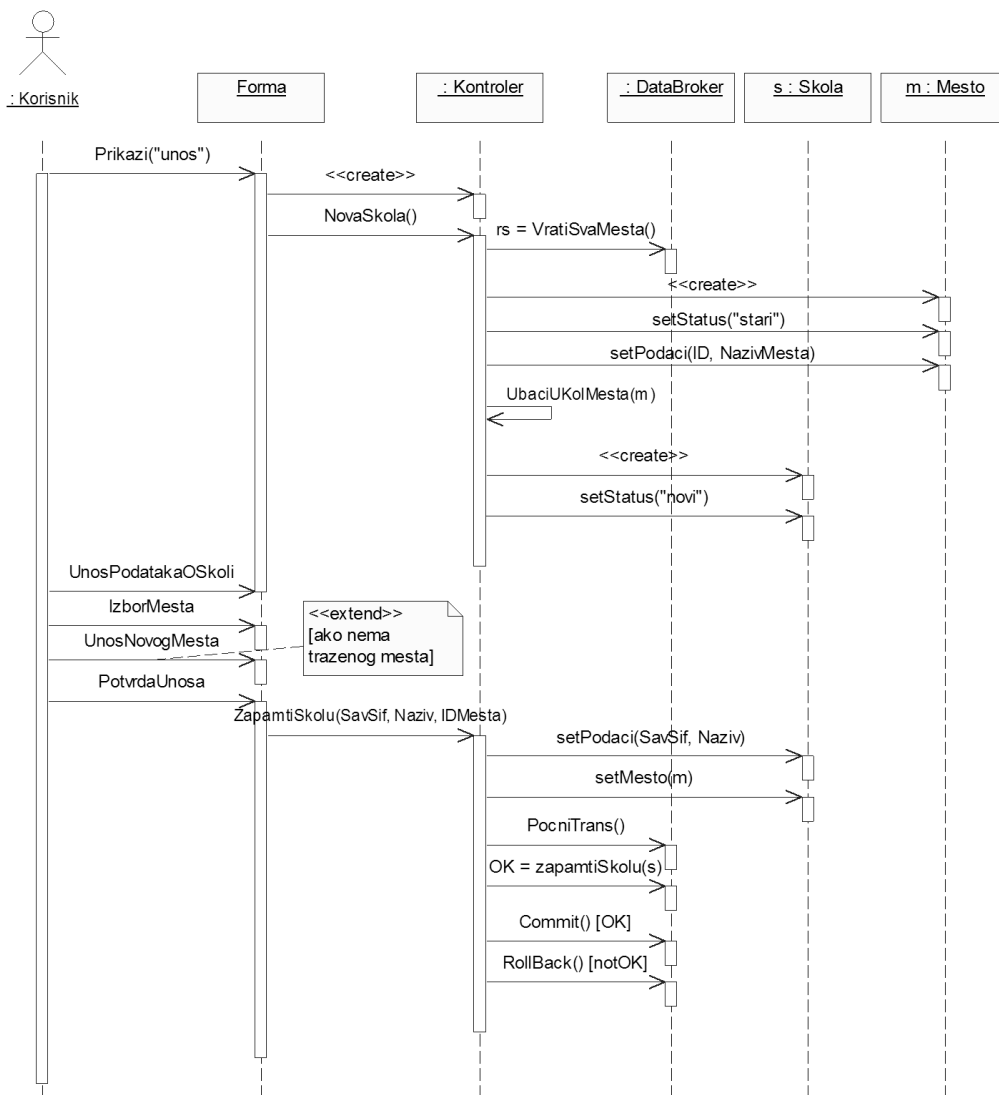 : Korisnik
Forma
: Kontroler
: DataBroker
s : Skola
m : Mesto
Prikazi("unos")
<<create>>
NovaSkola()
rs = VratiSvaMesta()
<<create>>
setStatus("stari")
setPodaci(ID, NazivMesta)
UbaciUKolMesta(m)
<<create>>
setStatus("novi")
UnosPodatakaOSkoli
IzborMesta
<<extend>>
[ako nema
trazenog mesta]
UnosNovogMesta
PotvrdaUnosa
ZapamtiSkolu(SavSif, Naziv, IDMesta)
setPodaci(SavSif, Naziv)
setMesto(m)
PocniTrans()
OK = zapamtiSkolu(s)
Commit() [OK]
RollBack() [notOK]